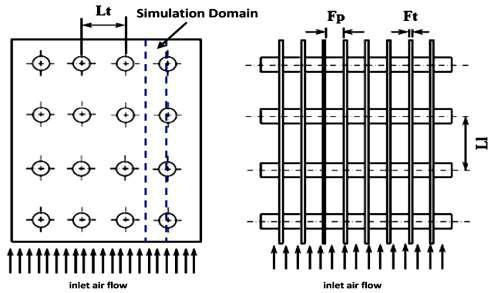 Lt
Simulation Domain
Fp
Ft
Ll
inlet air flow
inlet air flow